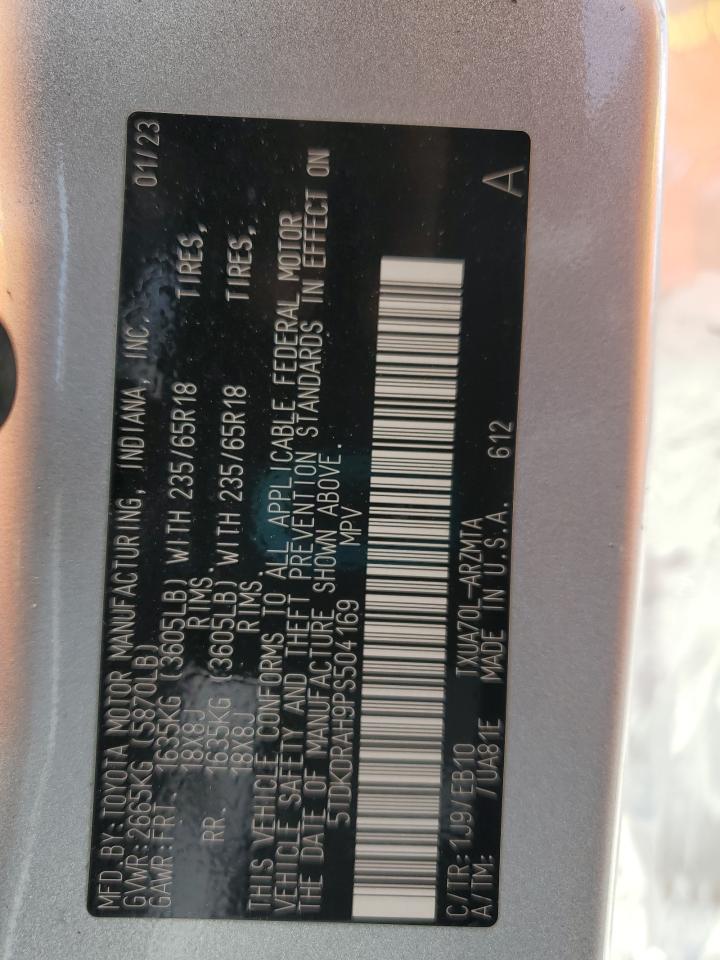 MFD.BY:TOYOTA MOTOR MANUFACTURING, INDIANA, INC. 01/23
GVWR:2665KG (5870LB)
GAWR:FRT. 1635KG (3605LB) WITH 235/65R18 TIRES,
18X8J RIMS.
RR. 1635KG (3605LB) WITH 235/65R18 TIRES,
18X8J RIMS.
THIS VEHICLE CONFORMS TO ALL APPLICABLE FEDERAL MOTOR
VEHICLE SAFETY AND THEFT PREVENTION STANDARDS IN EFFECT ON
THE DATE OF MANUFACTURE SHOWN ABOVE.
5TDKDRAH9PS504169 MPV
C/TR:1J9/EB10 TXUA70L-ARZMTA A
A/TM: /UA81E MADE IN U.S.A. 612